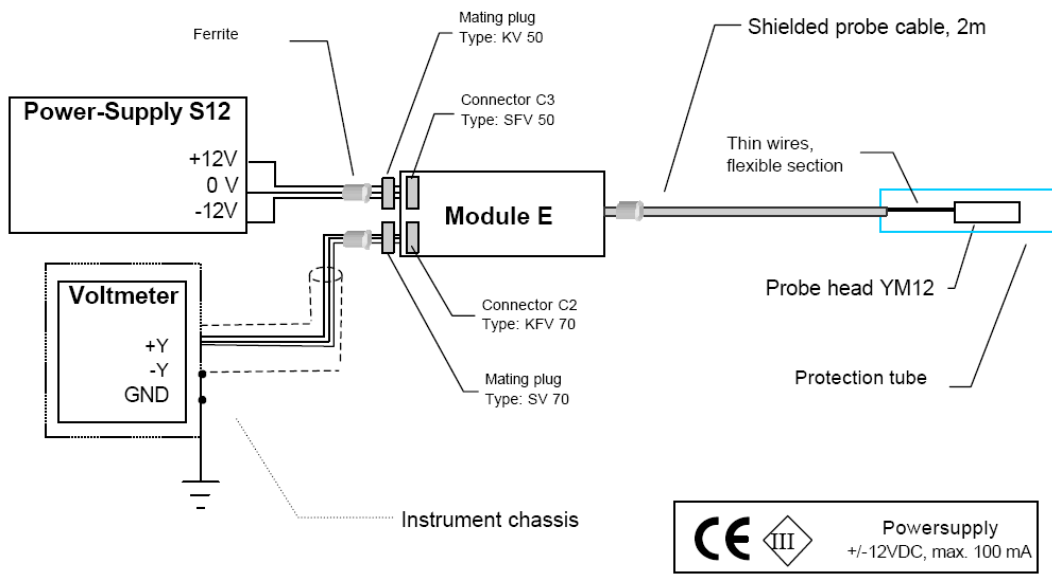 Ferrite
Mating plug
Type: KV 50
Shielded probe cable, 2m
Power-Supply S12
+12V
0 V
-12V
Connector C3
Type: SFV 50
Thin wires,
flexible section
Module E
Voltmeter
+Y
-Y
GND
Connector C2
Type: KFV 70
Probe head YM12
Mating plug
Type: SV 70
Protection tube
Instrument chassis
CE
III
Powersupply
+/-12VDC, max. 100 mA